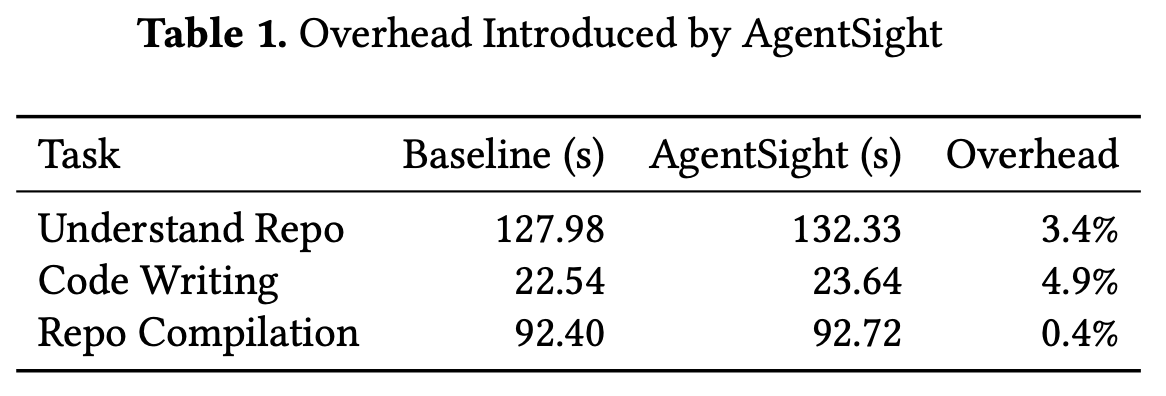 Table 1. Overhead Introduced by AgentSight
Task Baseline (s) AgentSight (s) Overhead
Understand Repo 127.98 132.33 3.4%
Code Writing 22.54 23.64 4.9%
Repo Compilation 92.40 92.72 0.4%